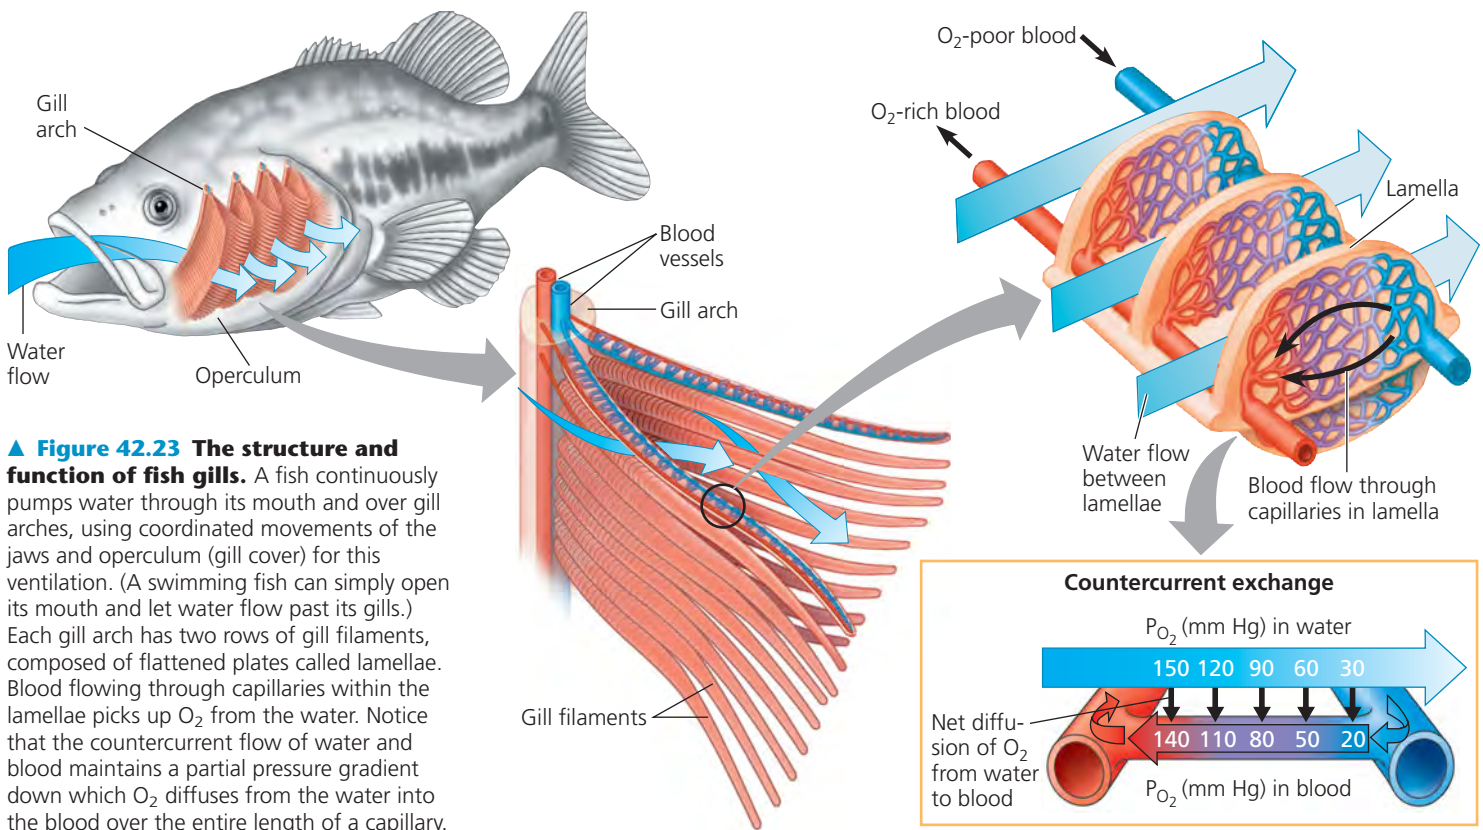 Gill
arch
Water
flow
Operculum
▲ Figure 42.23 The structure and
function of fish gills. A fish continuously
pumps water through its mouth and over gill
arches, using coordinated movements of the
jaws and operculum (gill cover) for this
ventilation. (A swimming fish can simply open
its mouth and let water flow past its gills.)
Each gill arch has two rows of gill filaments,
composed of flattened plates called lamellae.
Blood flowing through capillaries within the
lamellae picks up O₂ from the water. Notice
that the countercurrent flow of water and
blood maintains a partial pressure gradient
down which O₂ diffuses from the water into
the blood over the entire length of a capillary.
Blood
vessels
Gill arch
Gill filaments
O₂-poor blood
O₂-rich blood
Lamella
Water flow
between
lamellae
Blood flow through
capillaries in lamella
Countercurrent exchange
P_O₂ (mm Hg) in water
150 120 90 60 30
Net diffu-
sion of O₂
from water
to blood
140 110 80 50 20
P_O₂ (mm Hg) in blood